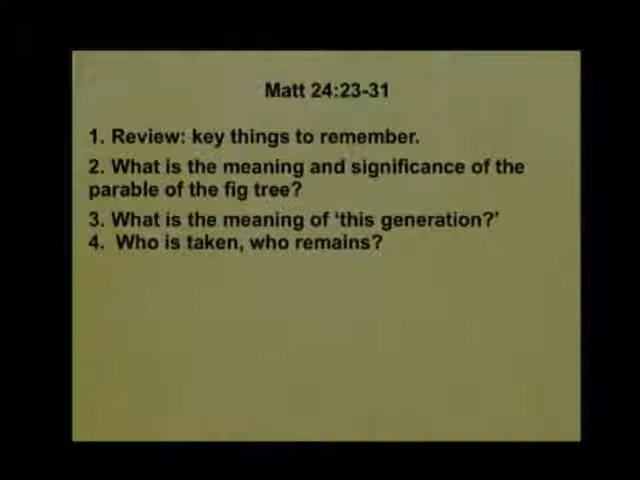 Matt 24:23-31
1. Review: key things to remember.
2. What is the meaning and significance of the
parable of the fig tree?
3. What is the meaning of ‘this generation?’
4.  Who is taken, who remains?